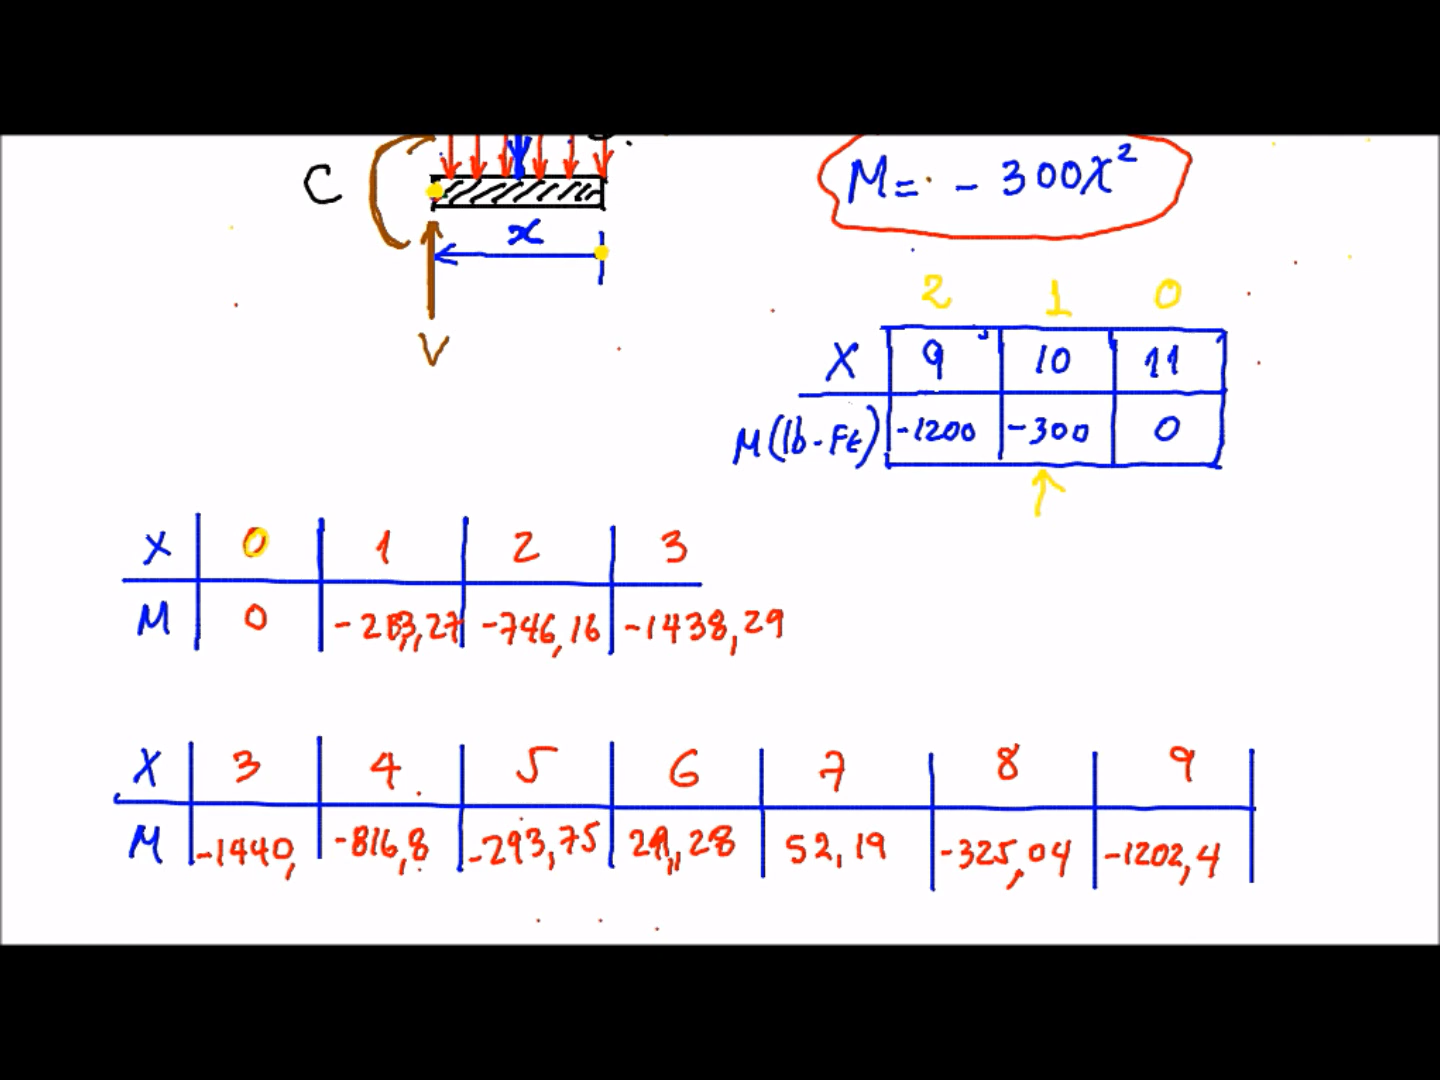 C
x
V
M = - 300X²
2 1 0
X 9 10 11
M(lb-Ft) -1200 -300 0
X 0 1 2 3
M 0 -213,27 -746,16 -1438,29
X 3 4 5 6 7 8 9
M -1440, -816,8 -293,75 29,28 52,19 -325,04 -1202,4